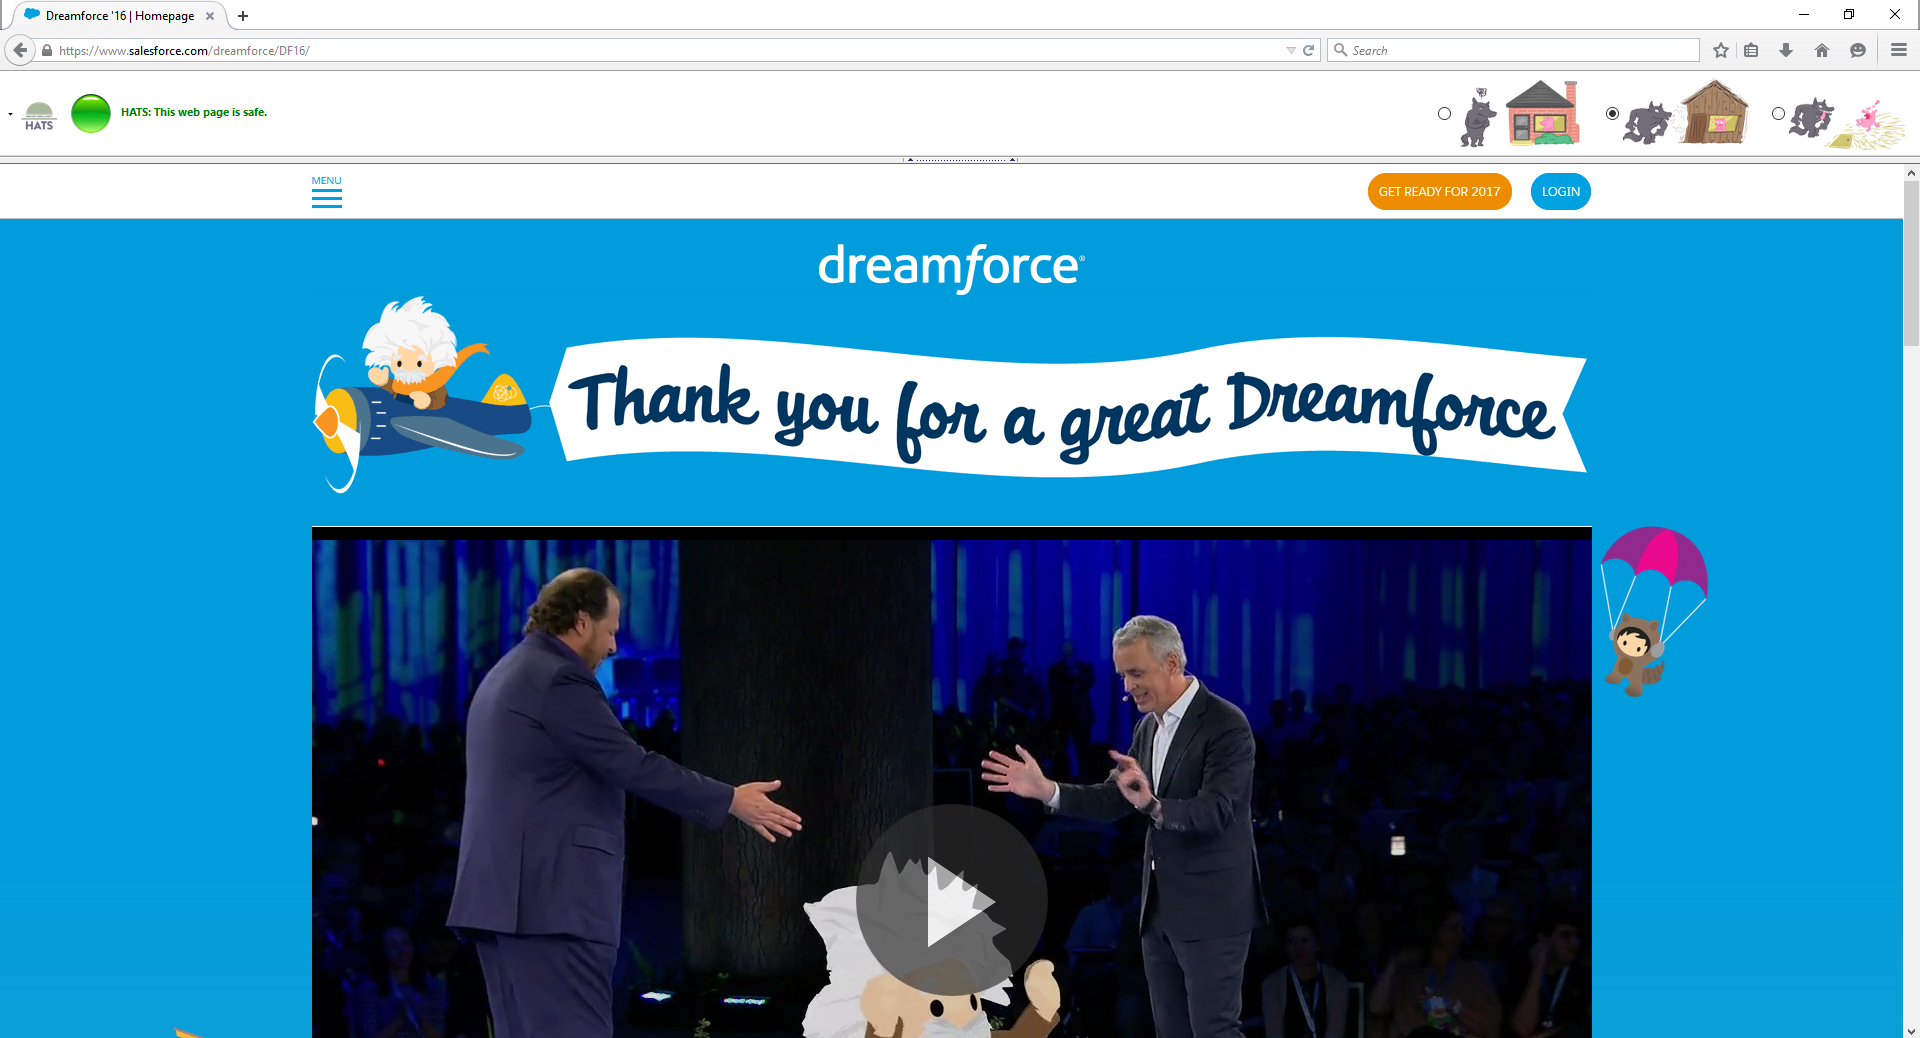 Dreamforce '16 | Homepage
https://www.salesforce.com/dreamforce/DF16/
Search
HATS
HATS: This web page is safe.
MENU
GET READY FOR 2017
LOGIN
dreamforce®
Thank you for a great Dreamforce